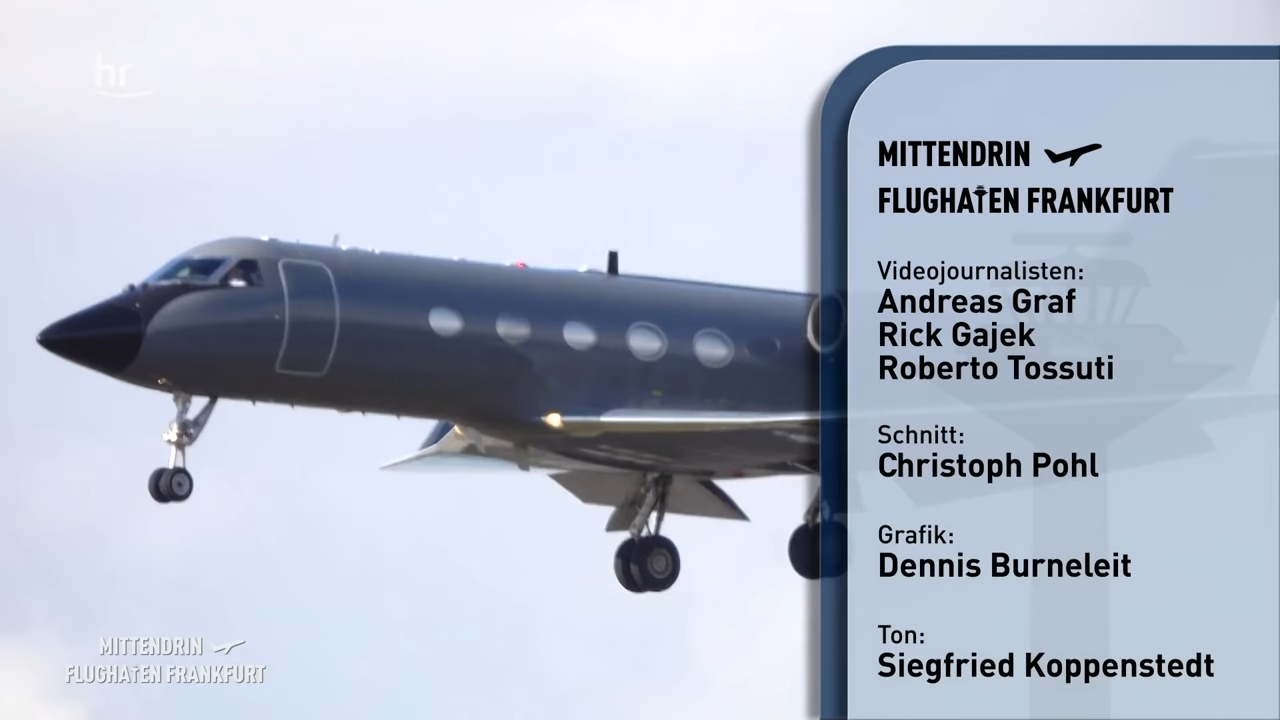 hr
MITTENDRIN
FLUGHAFEN FRANKFURT
Videojournalisten:
Andreas Graf
Rick Gajek
Roberto Tossuti
Schnitt:
Christoph Pohl
Grafik:
Dennis Burneleit
Ton:
Siegfried Koppenstedt
MITTENDRIN
FLUGHAFEN FRANKFURT